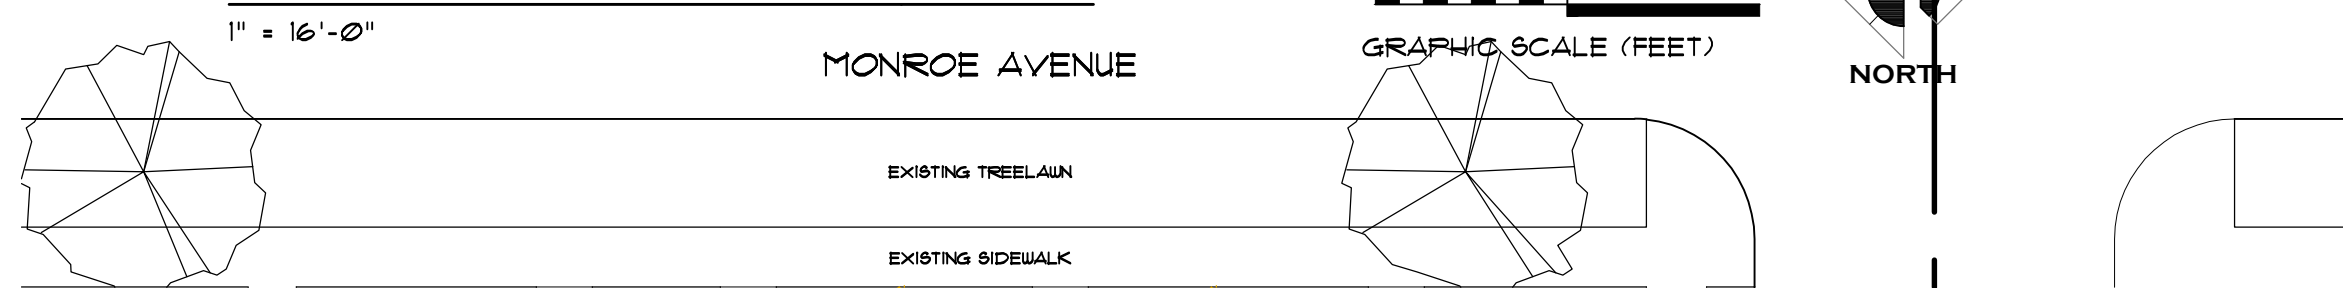 1" = 16'-0"
MONROE AVENUE
GRAPHIC SCALE (FEET)
NORTH
EXISTING TREELAWN
EXISTING SIDEWALK